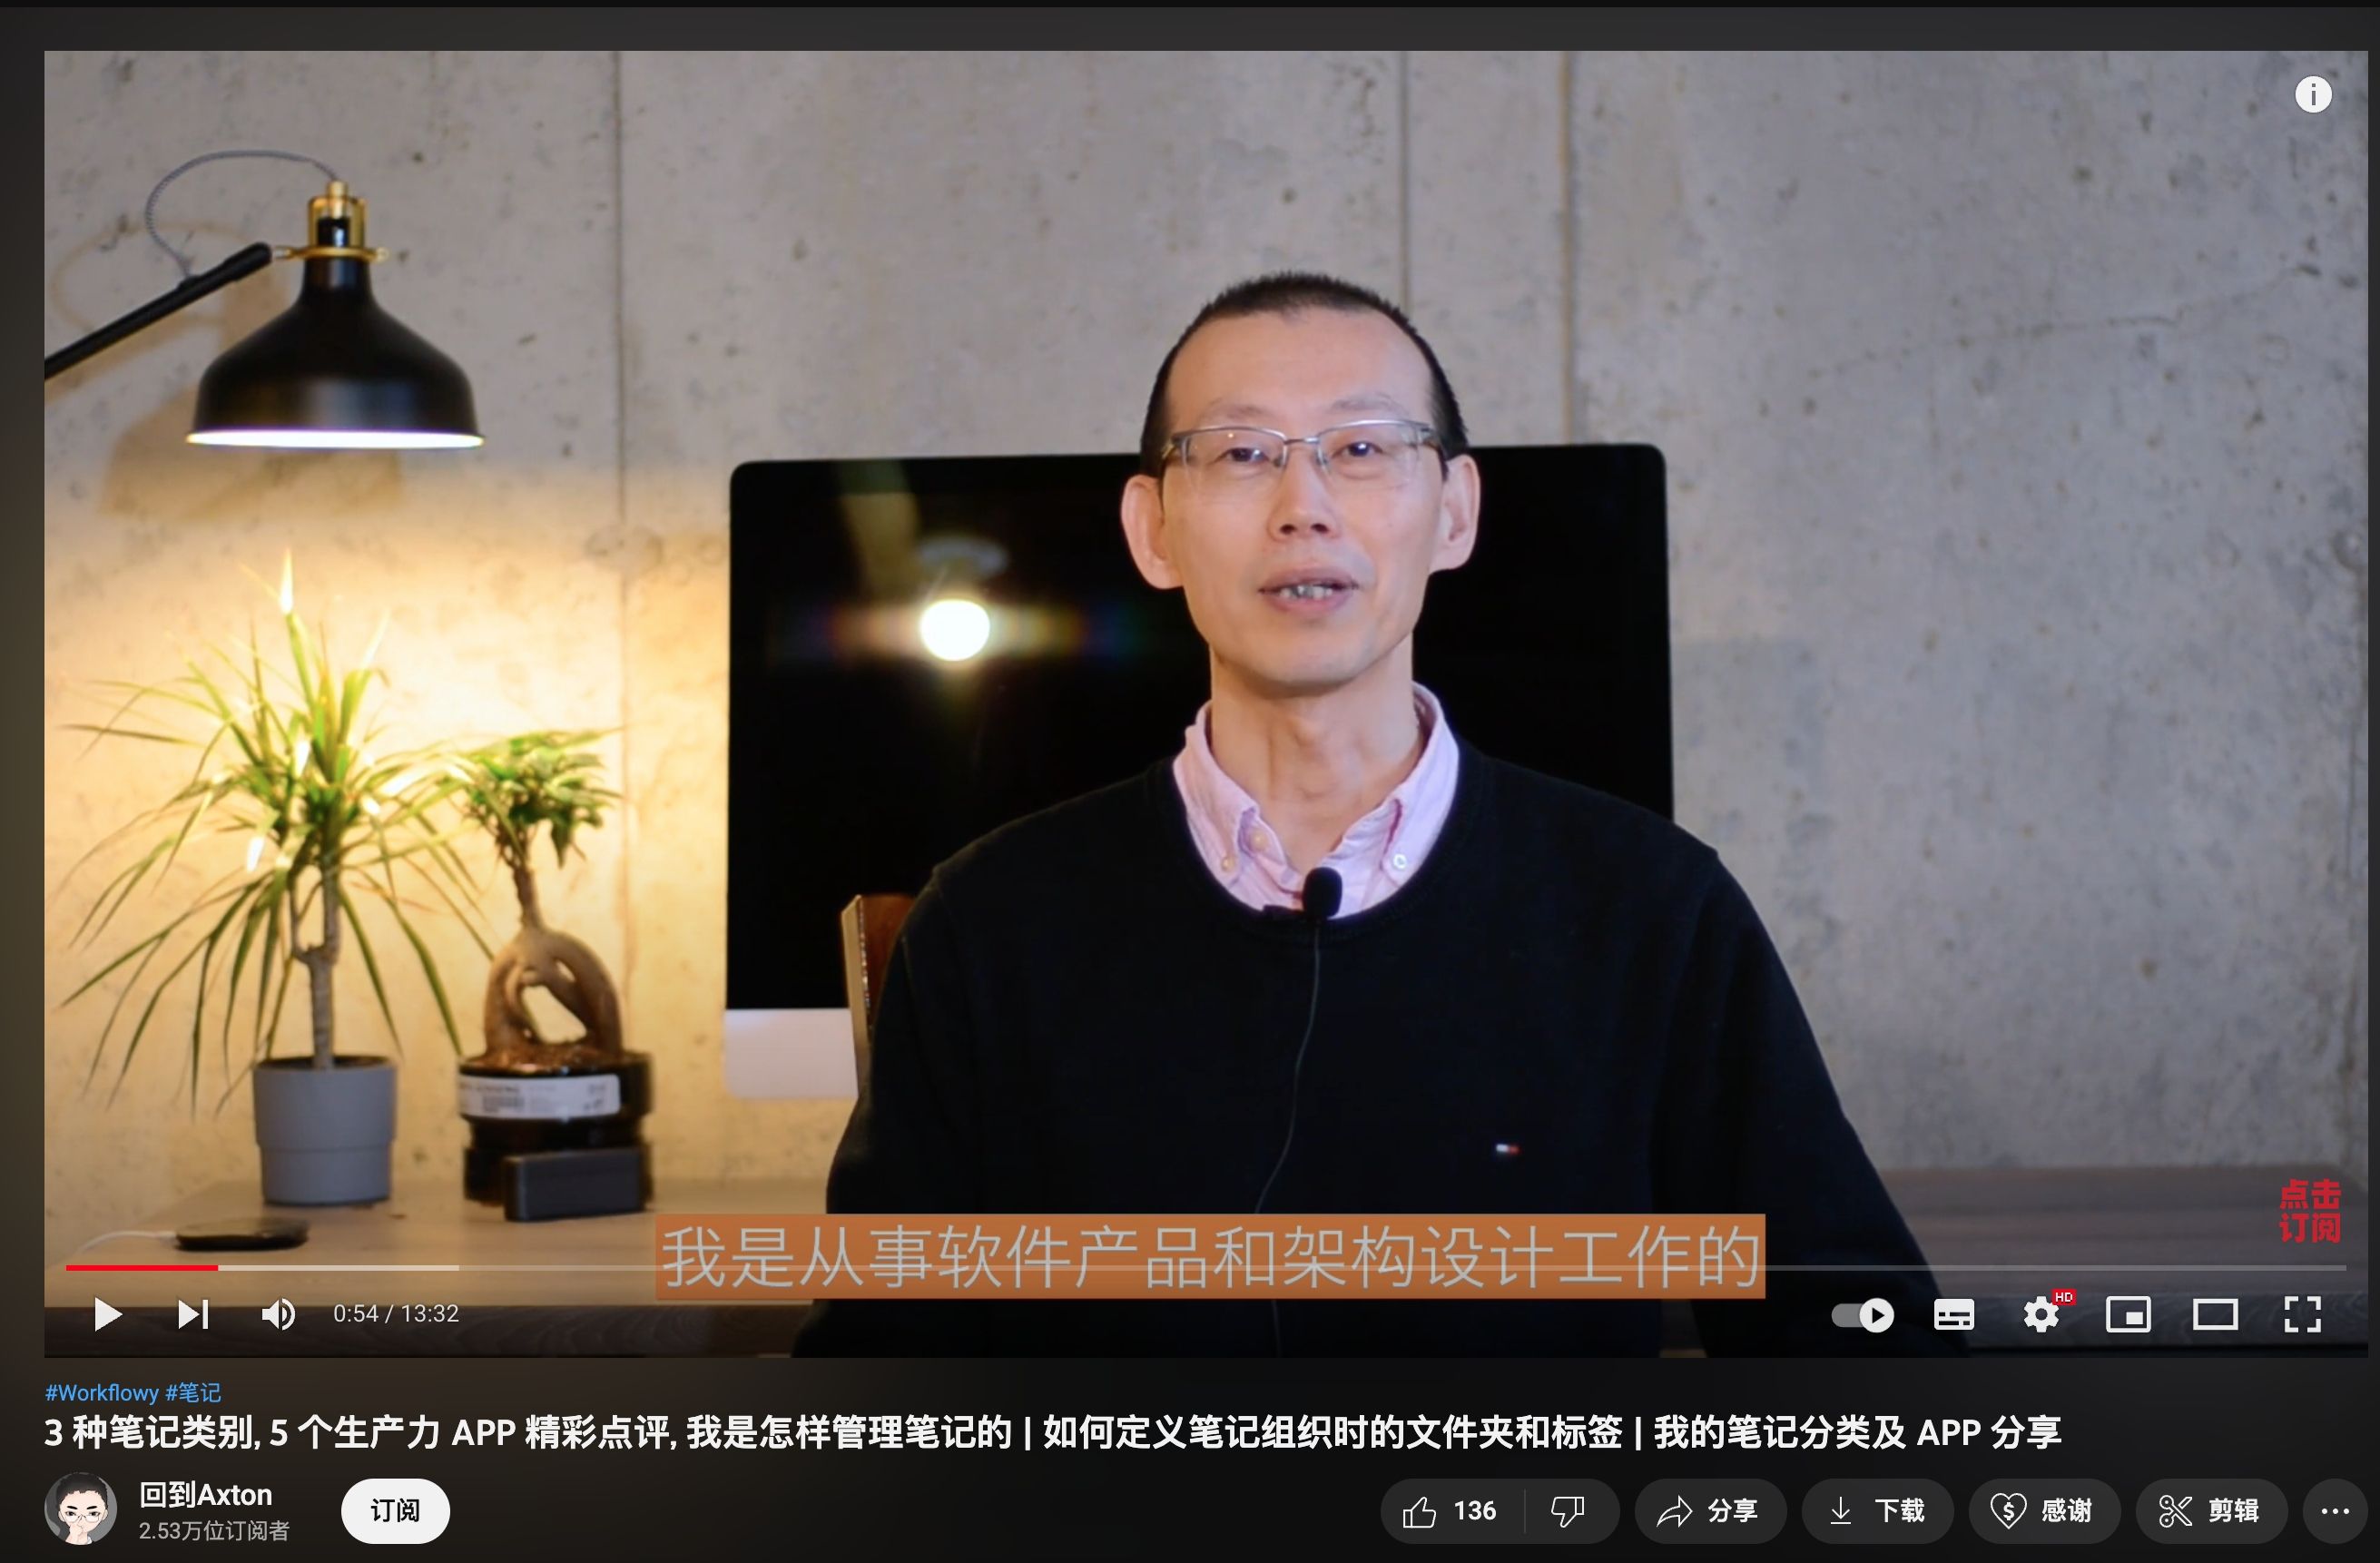 点击
订阅
我是从事软件产品和架构设计工作的
0:54 / 13:32
HD
#Workflowy #笔记
3 种笔记类别, 5 个生产力 APP 精彩点评, 我是怎样管理笔记的 | 如何定义笔记组织时的文件夹和标签 | 我的笔记分类及 APP 分享
回到Axton
2.53万位订阅者
订阅
136
分享
下载
感谢
剪辑